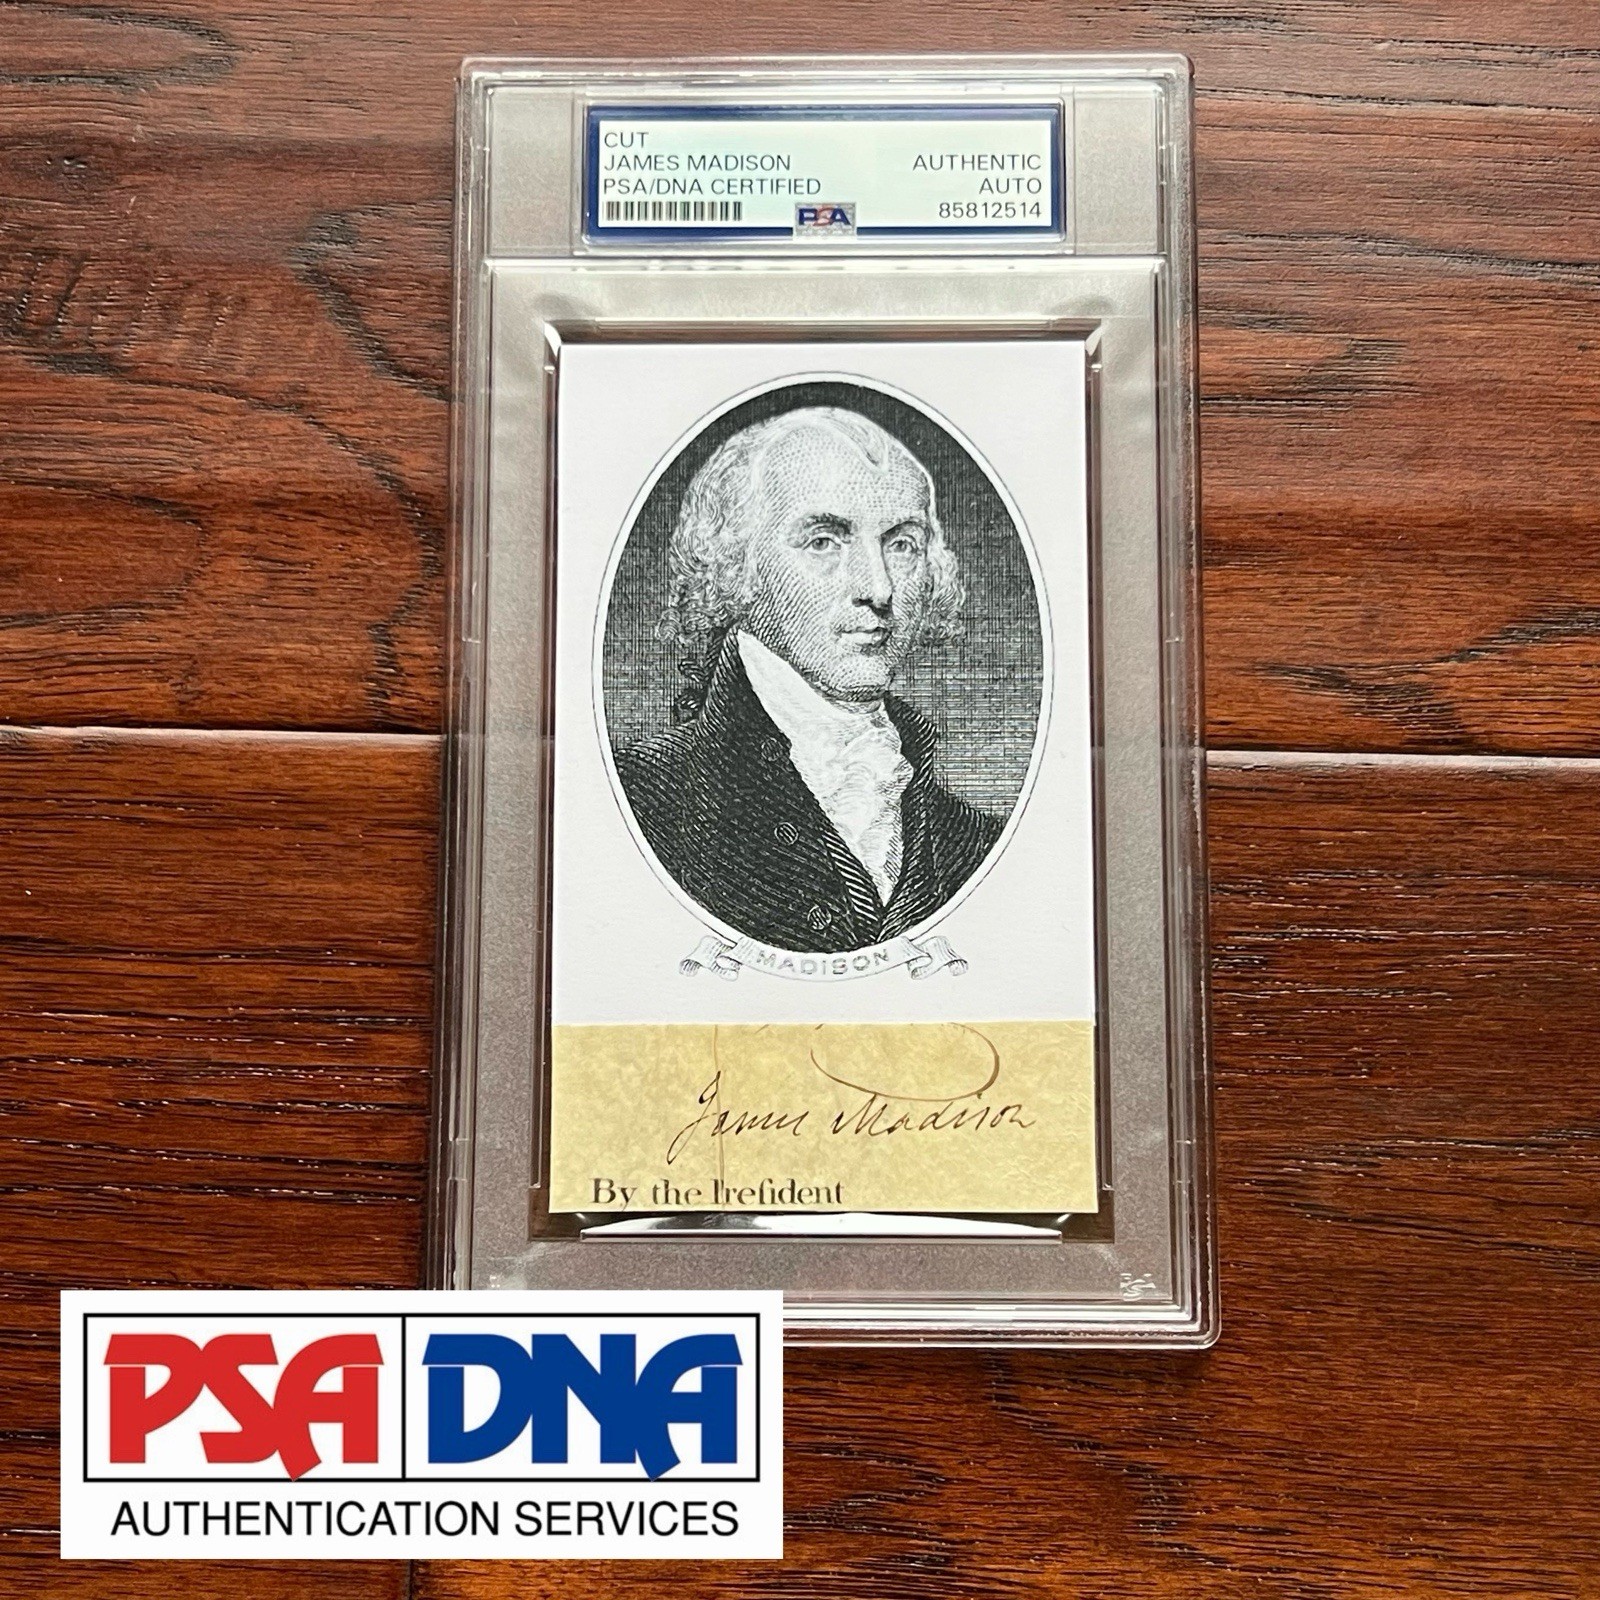 CUT
JAMES MADISON AUTHENTIC
PSA/DNA CERTIFIED AUTO
PSA 85812514
MADISON
James Madison
By the Prefident
PSA DNA
AUTHENTICATION SERVICES